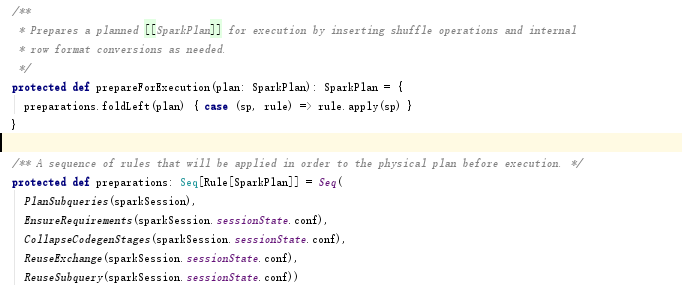 /**
 * Prepares a planned [[SparkPlan]] for execution by inserting shuffle operations and internal
 * row format conversions as needed.
 */
protected def prepareForExecution(plan: SparkPlan): SparkPlan = {
  preparations.foldLeft(plan) { case (sp, rule) => rule.apply(sp) }
}
/** A sequence of rules that will be applied in order to the physical plan before execution. */
protected def preparations: Seq[Rule[SparkPlan]] = Seq(
  PlanSubqueries(sparkSession),
  EnsureRequirements(sparkSession.sessionState.conf),
  CollapseCodegenStages(sparkSession.sessionState.conf),
  ReuseExchange(sparkSession.sessionState.conf),
  ReuseSubquery(sparkSession.sessionState.conf))